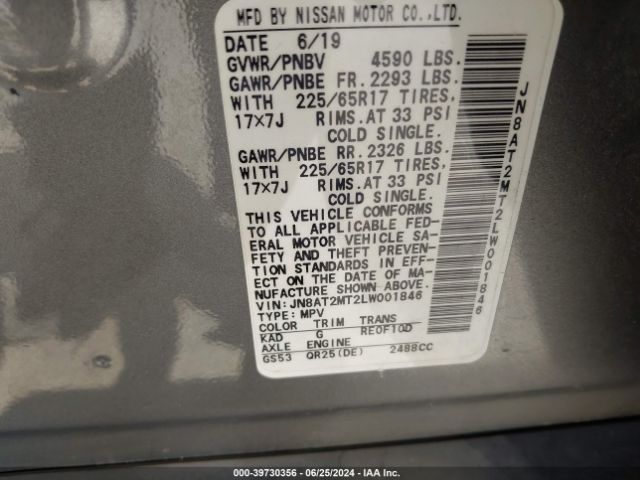 MFD BY NISSAN MOTOR CO.,LTD.
DATE 6/19
GVWR/PNBV 4590 LBS.
GAWR/PNBE FR. 2293 LBS.
WITH 225/65R17 TIRES.
17×7J RIMS. AT 33 PSI
COLD SINGLE.
GAWR/PNBE RR. 2326 LBS.
WITH 225/65R17 TIRES.
17×7J RIMS. AT 33 PSI
COLD SINGLE.
THIS VEHICLE CONFORMS
TO ALL APPLICABLE FED-
ERAL MOTOR VEHICLE SA-
FETY AND THEFT PREVEN-
TION STANDARDS IN EFF-
ECT ON THE DATE OF MA-
NUFACTURE SHOWN ABOVE.
VIN:JN8AT2MT2LW001846
TYPE: MPV
COLOR TRIM TRANS
KAD G RE0F10D
AXLE ENGINE
GS53 QR25(DE) 2488CC
JN8AT2MT2LW001846
000-39730356 - 06/25/2024 - IAA Inc.